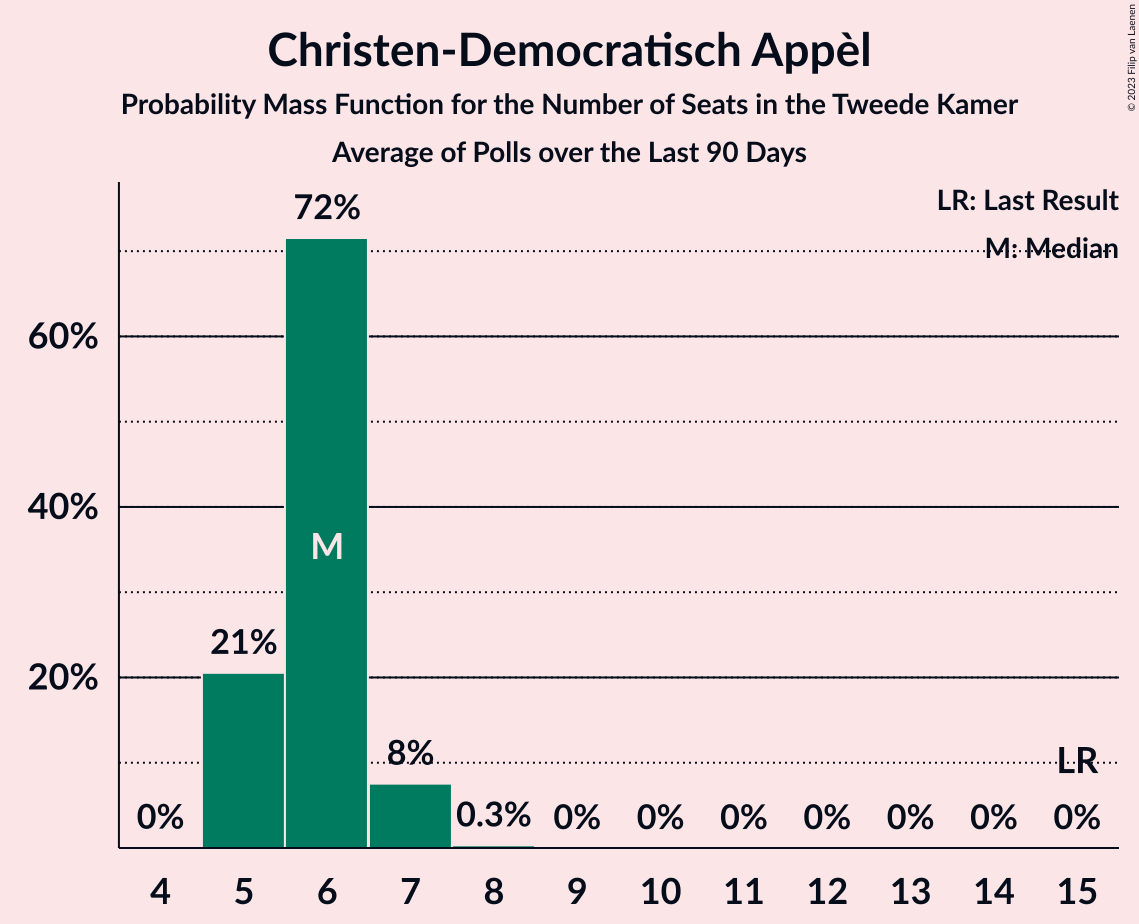 Christen-Democratisch Appèl
Probability Mass Function for the Number of Seats in the Tweede Kamer
Average of Polls over the Last 90 Days
© 2023 Filip van Laenen
LR: Last Result
M: Median
72%
60%
40%
M
21%
20%
8%
LR
0%
0.3%
0%
0%
0%
0%
0%
0%
0%
4 5 6 7 8 9 10 11 12 13 14 15